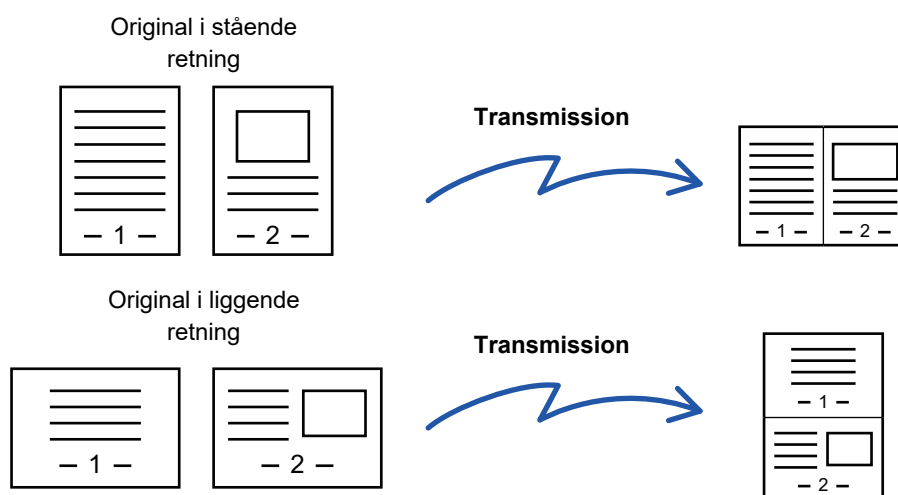 Original i stående
retning
Transmission
– 1 –
– 2 –
– 1 –
– 2 –
Original i liggende
retning
Transmission
– 1 –
– 2 –
– 1 –
– 2 –